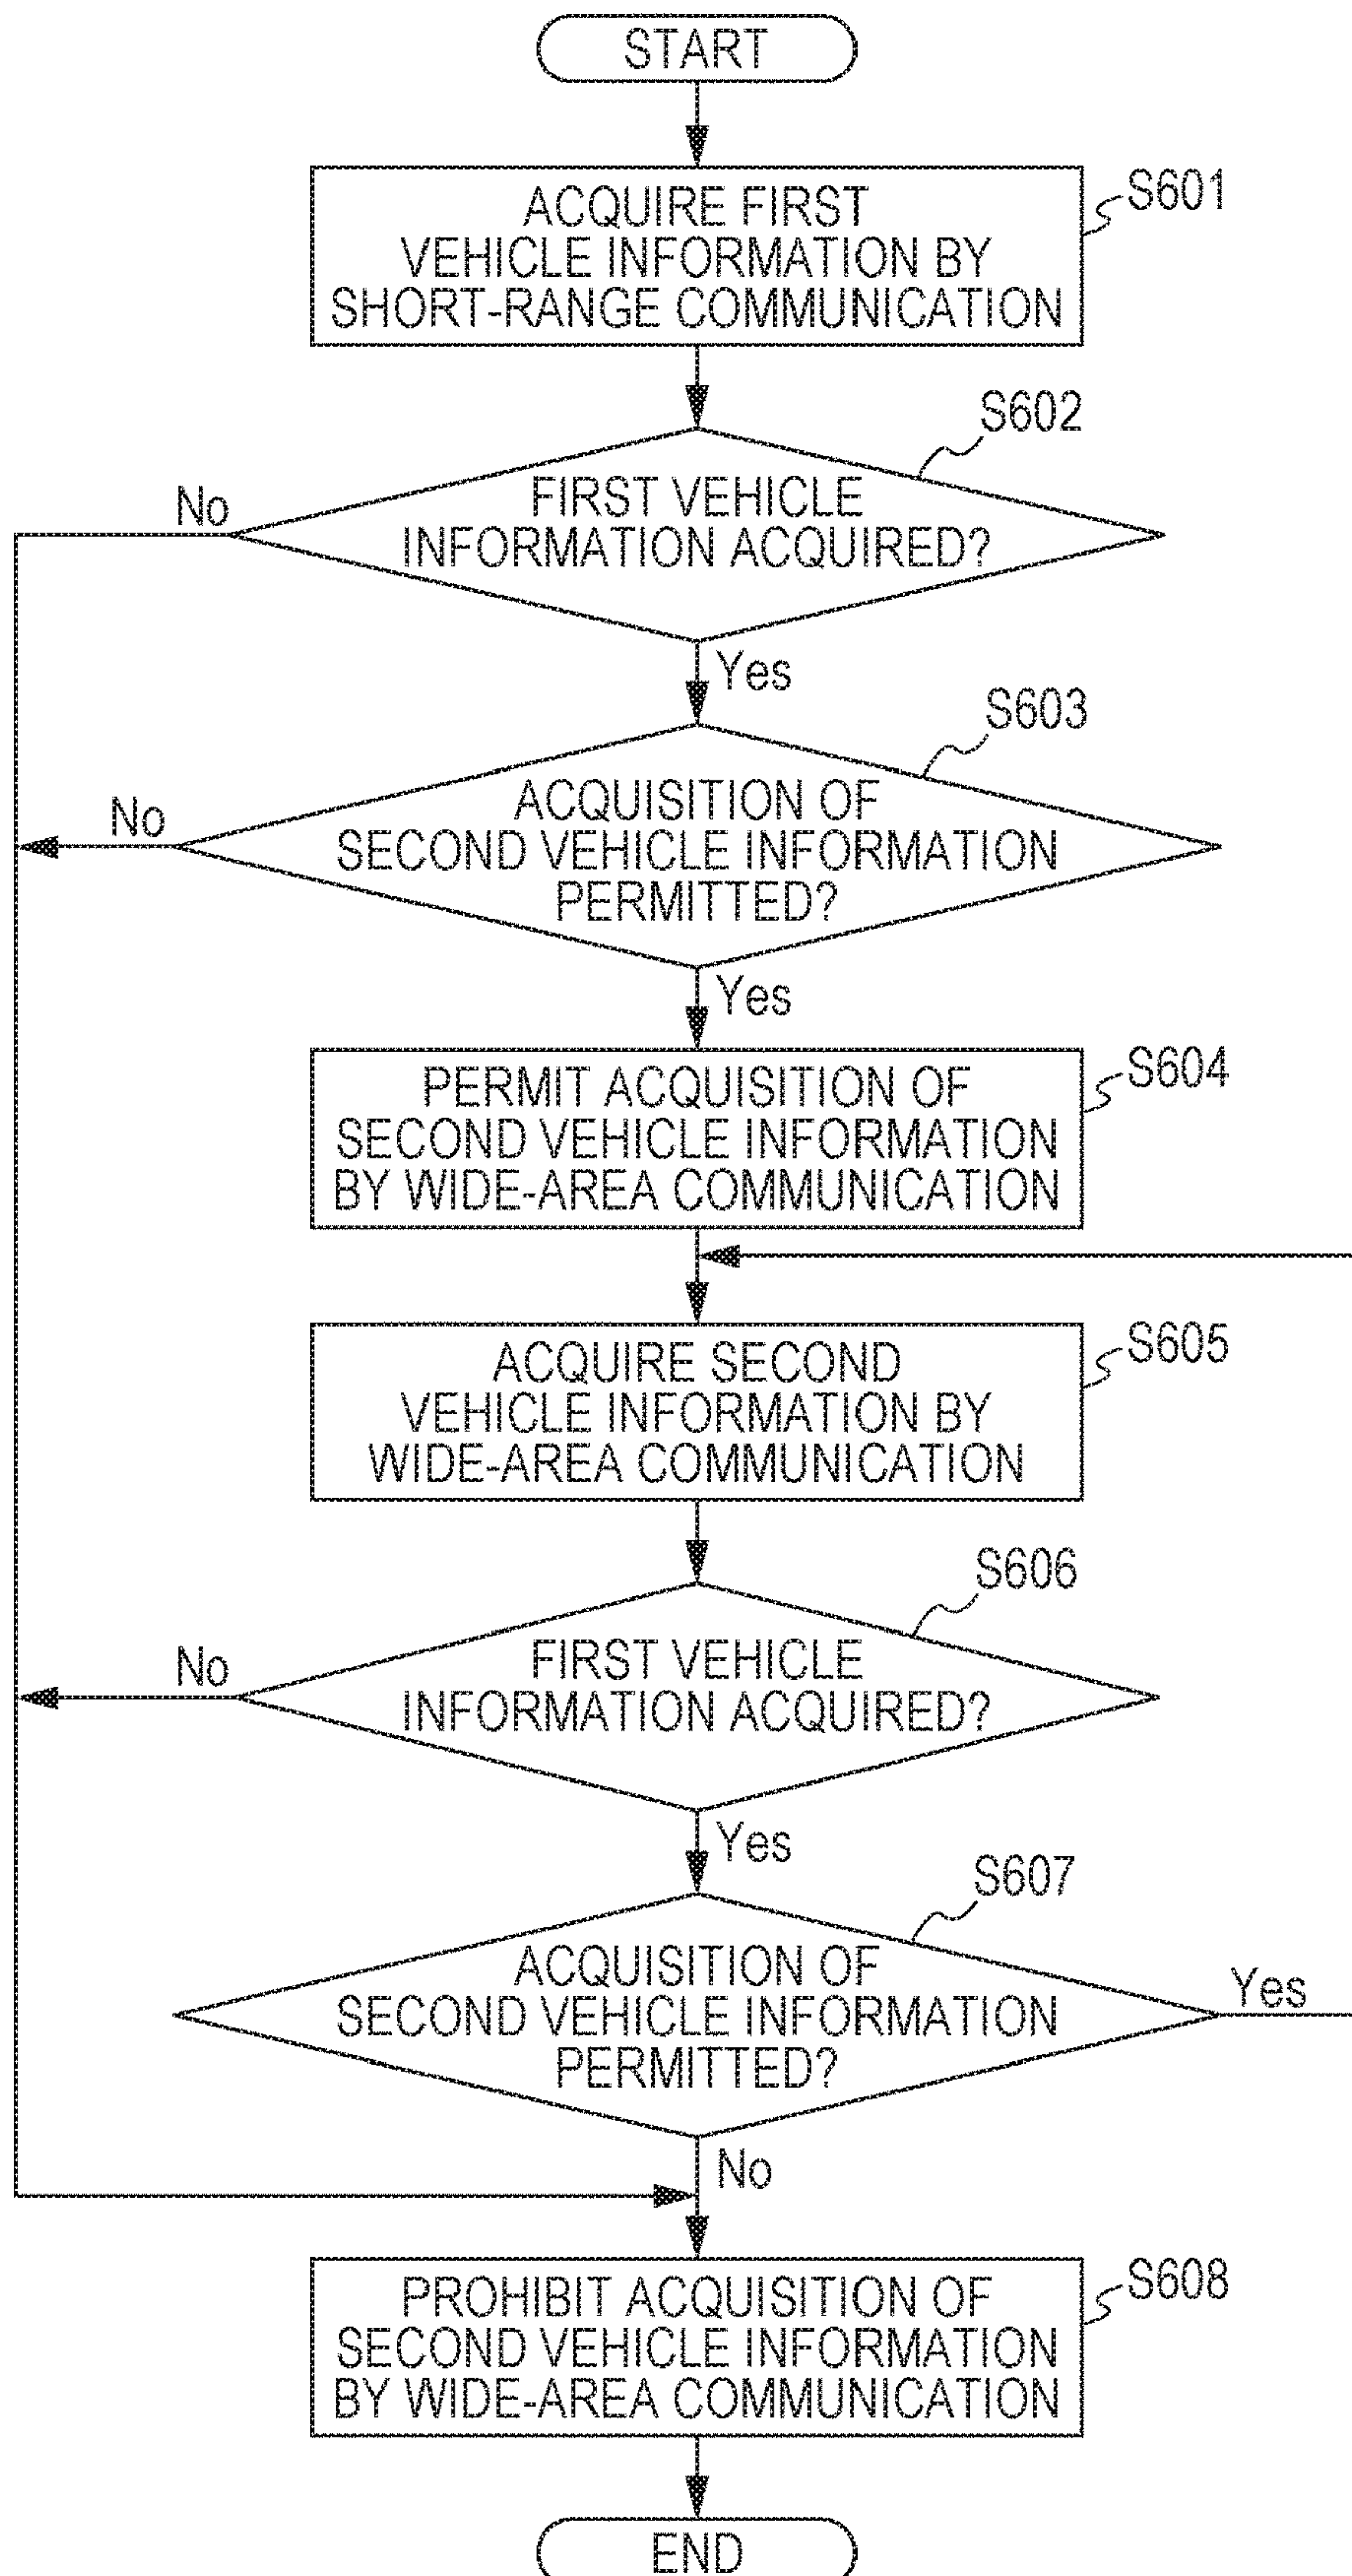 START
ACQUIRE FIRST
VEHICLE INFORMATION BY
SHORT-RANGE COMMUNICATION
S601
S602
FIRST VEHICLE
INFORMATION ACQUIRED?
No
Yes
S603
ACQUISITION OF
SECOND VEHICLE INFORMATION
PERMITTED?
No
Yes
PERMIT ACQUISITION OF
SECOND VEHICLE INFORMATION
BY WIDE-AREA COMMUNICATION
S604
ACQUIRE SECOND
VEHICLE INFORMATION BY
WIDE-AREA COMMUNICATION
S605
S606
FIRST VEHICLE
INFORMATION ACQUIRED?
No
Yes
S607
ACQUISITION OF
SECOND VEHICLE INFORMATION
PERMITTED?
Yes
No
PROHIBIT ACQUISITION OF
SECOND VEHICLE INFORMATION
BY WIDE-AREA COMMUNICATION
S608
END